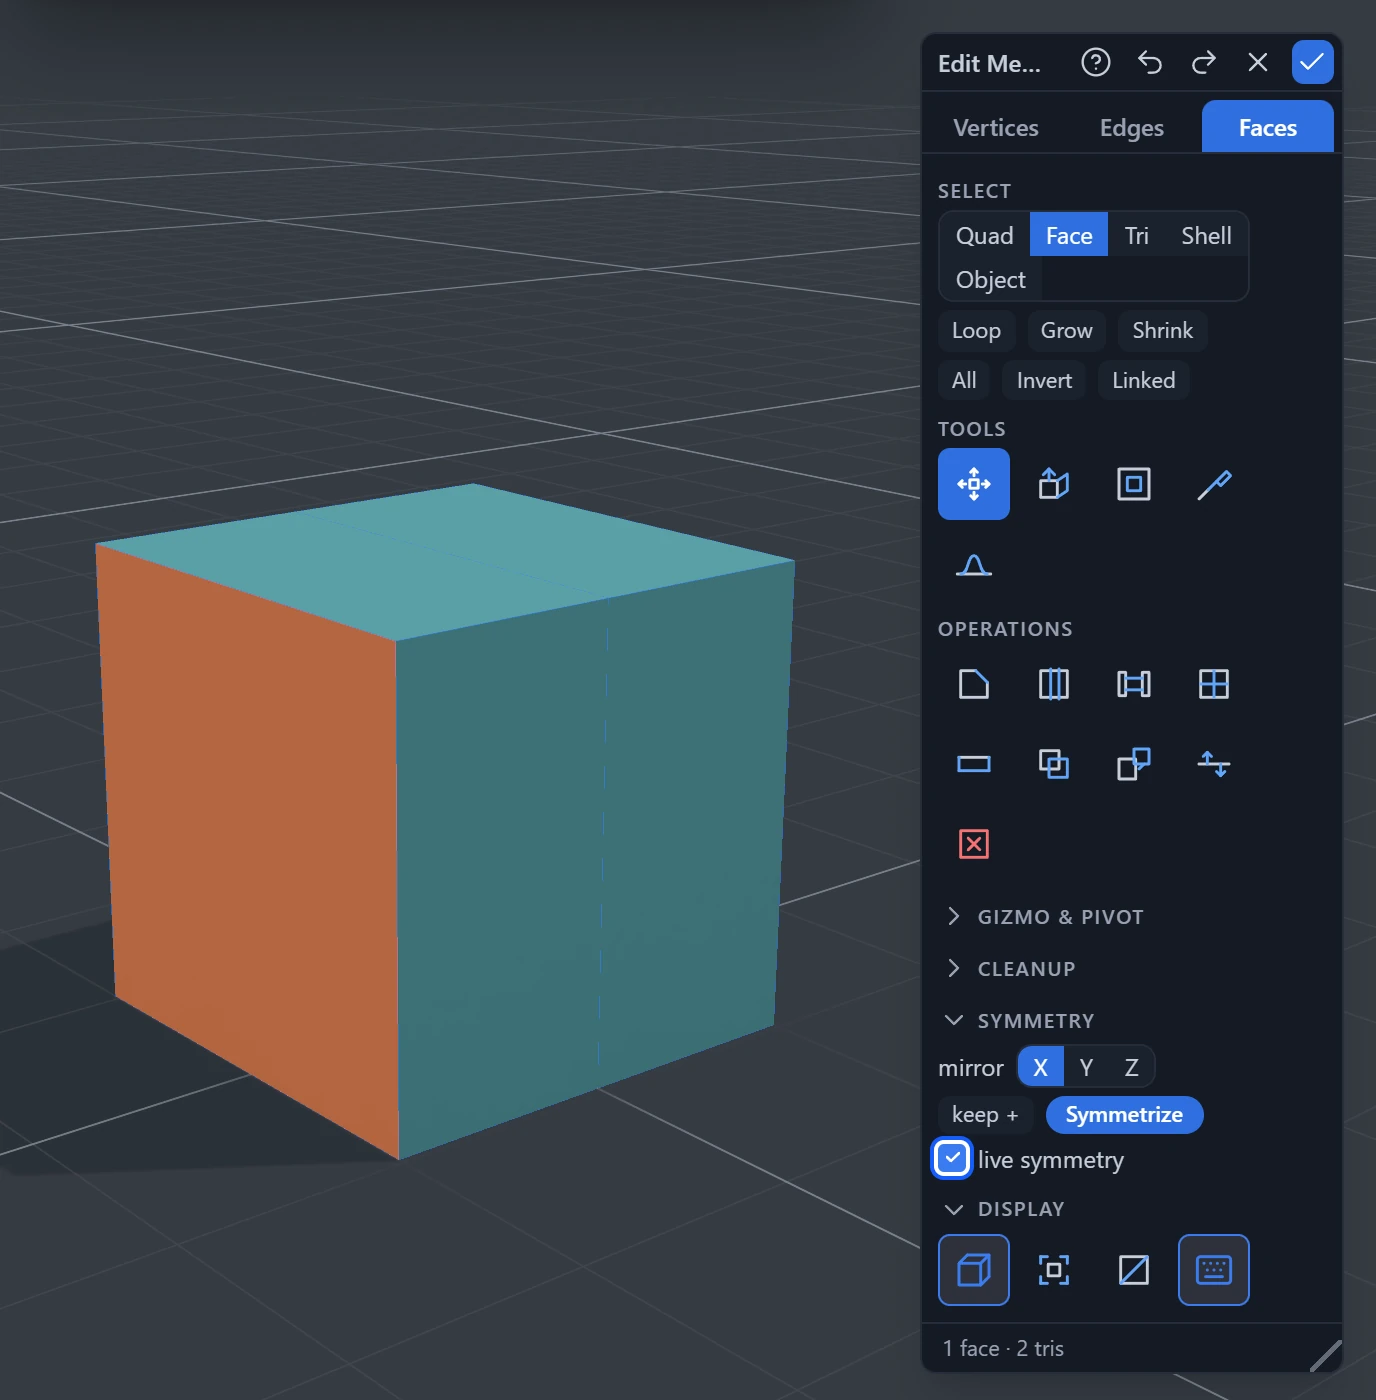 Edit Me...
Vertices Edges Faces
SELECT
Quad Face Tri Shell
Object
Loop Grow Shrink
All Invert Linked
TOOLS
OPERATIONS
GIZMO & PIVOT
CLEANUP
SYMMETRY
mirror X Y Z
keep + Symmetrize
live symmetry
DISPLAY
1 face · 2 tris